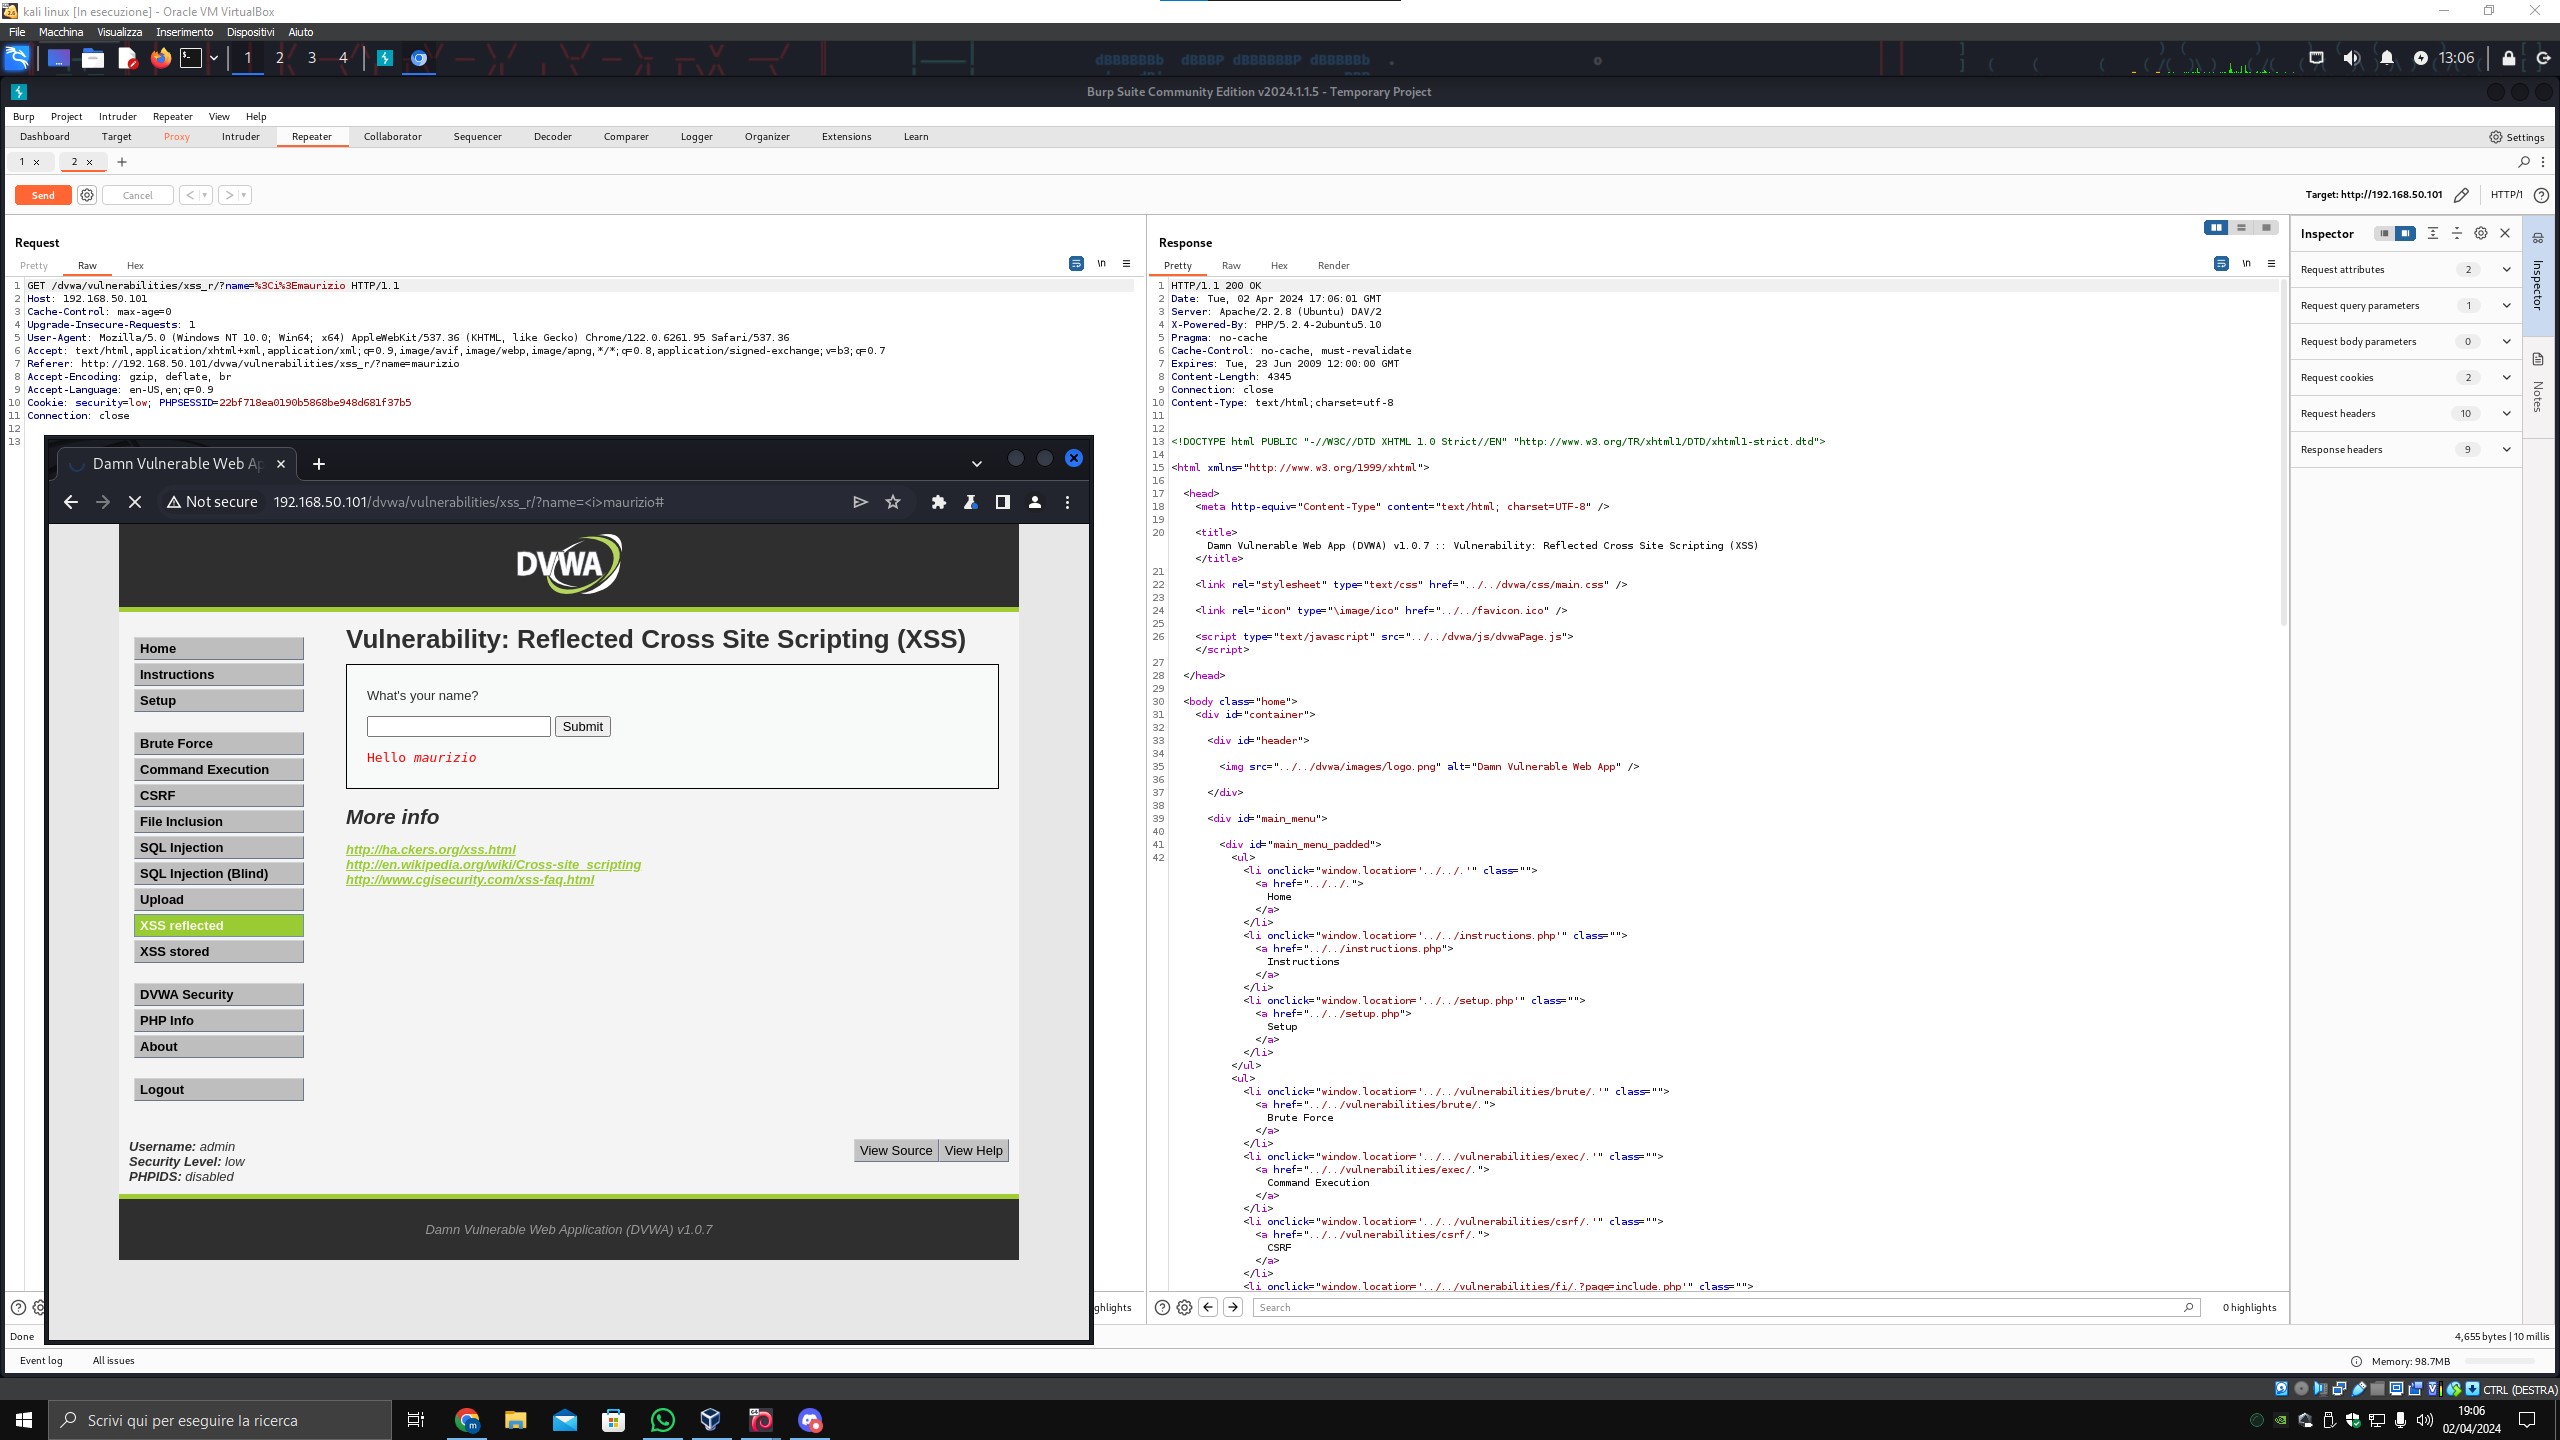 kali linux [In esecuzione] - Oracle VM VirtualBox
File Macchina Visualizza Inserimento Dispositivi Aiuto
1 2 3 4 13:06
Burp Suite Community Edition v2024.1.1.5 - Temporary Project
Burp Project Intruder Repeater View Help
Dashboard Target Proxy Intruder Repeater Collaborator Sequencer Decoder Comparer Logger Organizer Extensions Learn Settings
1 × 2 × +
Send Cancel < > Target: http://192.168.50.101 HTTP/1
Request
Pretty Raw Hex \n
1 GET /dvwa/vulnerabilities/xss_r/?name=%3Ci%3Emaurizio HTTP/1.1
2 Host: 192.168.50.101
3 Cache-Control: max-age=0
4 Upgrade-Insecure-Requests: 1
5 User-Agent: Mozilla/5.0 (Windows NT 10.0; Win64; x64) AppleWebKit/537.36 (KHTML, like Gecko) Chrome/122.0.6261.95 Safari/537.36
6 Accept: text/html,application/xhtml+xml,application/xml;q=0.9,image/avif,image/webp,image/apng,*/*;q=0.8,application/signed-exchange;v=b3;q=0.7
7 Referer: http://192.168.50.101/dvwa/vulnerabilities/xss_r/?name=maurizio
8 Accept-Encoding: gzip, deflate, br
9 Accept-Language: en-US,en;q=0.9
10 Cookie: security=low; PHPSESSID=22bf718ea0190b5868be948d681f37b5
11 Connection: close
12
13
Damn Vulnerable Web Ap
Not secure 192.168.50.101/dvwa/vulnerabilities/xss_r/?name=<i>maurizio#
DVWA
Vulnerability: Reflected Cross Site Scripting (XSS)
Home
Instructions
Setup
Brute Force
Command Execution
CSRF
File Inclusion
SQL Injection
SQL Injection (Blind)
Upload
XSS reflected
XSS stored
DVWA Security
PHP Info
About
Logout
What's your name?
Submit
Hello maurizio
More info
http://ha.ckers.org/xss.html
http://en.wikipedia.org/wiki/Cross-site_scripting
http://www.cgisecurity.com/xss-faq.html
Username: admin
Security Level: low
PHPIDS: disabled
View Source View Help
Damn Vulnerable Web Application (DVWA) v1.0.7
ghlights
Response
Pretty Raw Hex Render \n
1 HTTP/1.1 200 OK
2 Date: Tue, 02 Apr 2024 17:06:01 GMT
3 Server: Apache/2.2.8 (Ubuntu) DAV/2
4 X-Powered-By: PHP/5.2.4-2ubuntu5.10
5 Pragma: no-cache
6 Cache-Control: no-cache, must-revalidate
7 Expires: Tue, 23 Jun 2009 12:00:00 GMT
8 Content-Length: 4345
9 Connection: close
10 Content-Type: text/html;charset=utf-8
11
12
13 <!DOCTYPE html PUBLIC "-//W3C//DTD XHTML 1.0 Strict//EN" "http://www.w3.org/TR/xhtml1/DTD/xhtml1-strict.dtd">
14
15 <html xmlns="http://www.w3.org/1999/xhtml">
16
17 <head>
18 <meta http-equiv="Content-Type" content="text/html; charset=UTF-8" />
19
20 <title>
Damn Vulnerable Web App (DVWA) v1.0.7 :: Vulnerability: Reflected Cross Site Scripting (XSS)
</title>
21
22 <link rel="stylesheet" type="text/css" href="../../dvwa/css/main.css" />
23
24 <link rel="icon" type="\image/ico" href="../../favicon.ico" />
25
26 <script type="text/javascript" src="../../dvwa/js/dvwaPage.js">
</script>
27
28 </head>
29
30 <body class="home">
31 <div id="container">
32
33 <div id="header">
34
35 <img src="../../dvwa/images/logo.png" alt="Damn Vulnerable Web App" />
36
37 </div>
38
39 <div id="main_menu">
40
41 <div id="main_menu_padded">
42 <ul>
<li onclick="window.location='../../.'" class="">
<a href="../../.">
Home
</a>
</li>
<li onclick="window.location='../../instructions.php'" class="">
<a href="../../instructions.php">
Instructions
</a>
</li>
<li onclick="window.location='../../setup.php'" class="">
<a href="../../setup.php">
Setup
</a>
</li>
</ul>
<ul>
<li onclick="window.location='../../vulnerabilities/brute/.'" class="">
<a href="../../vulnerabilities/brute/.">
Brute Force
</a>
</li>
<li onclick="window.location='../../vulnerabilities/exec/.'" class="">
<a href="../../vulnerabilities/exec/.">
Command Execution
</a>
</li>
<li onclick="window.location='../../vulnerabilities/csrf/.'" class="">
<a href="../../vulnerabilities/csrf/.">
CSRF
</a>
</li>
<li onclick="window.location='../../vulnerabilities/fi/.?page=include.php'" class="">
Search 0 highlights
Inspector
Request attributes 2
Request query parameters 1
Request body parameters 0
Request cookies 2
Request headers 10
Response headers 9
Inspector
Notes
Done 4,655 bytes | 10 millis
Event log All issues Memory: 98.7MB
CTRL (DESTRA)
Scrivi qui per eseguire la ricerca
19:06
02/04/2024